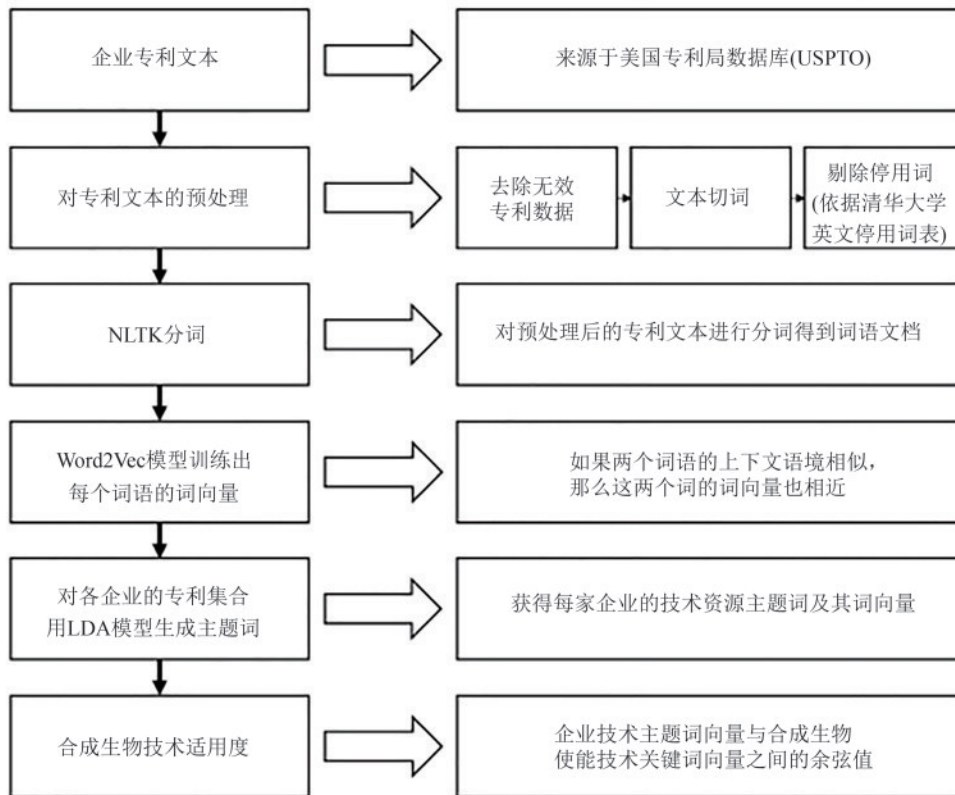 企业专利文本
来源于美国专利局数据库(USPTO)
对专利文本的预处理
去除无效
专利数据
文本切词
剔除停用词
(依据清华大学
英文停用词表)
NLTK分词
对预处理后的专利文本进行分词得到词语文档
Word2Vec模型训练出
每个词语的词向量
如果两个词语的上下文语境相似，
那么这两个词的词向量也相近
对各企业的专利集合
用LDA模型生成主题词
获得每家企业的技术资源主题词及其词向量
合成生物技术适用度
企业技术主题词向量与合成生物
使能技术关键词向量之间的余弦值